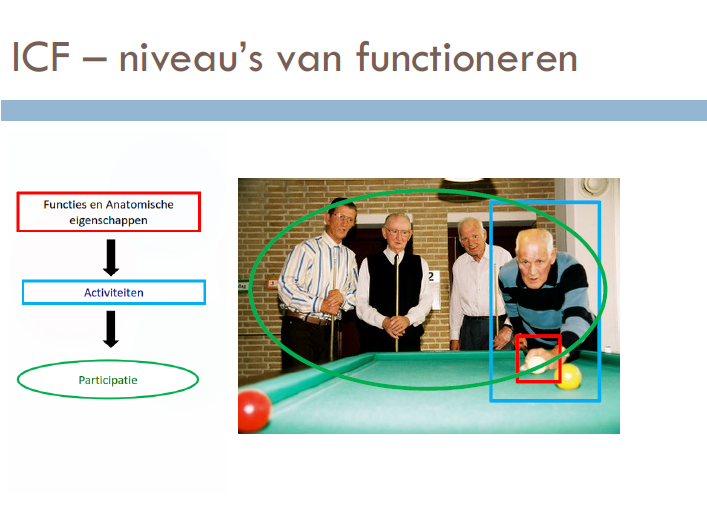 ICF – niveau's van functioneren
Functies en Anatomische
eigenschappen
Activiteiten
Participatie
2